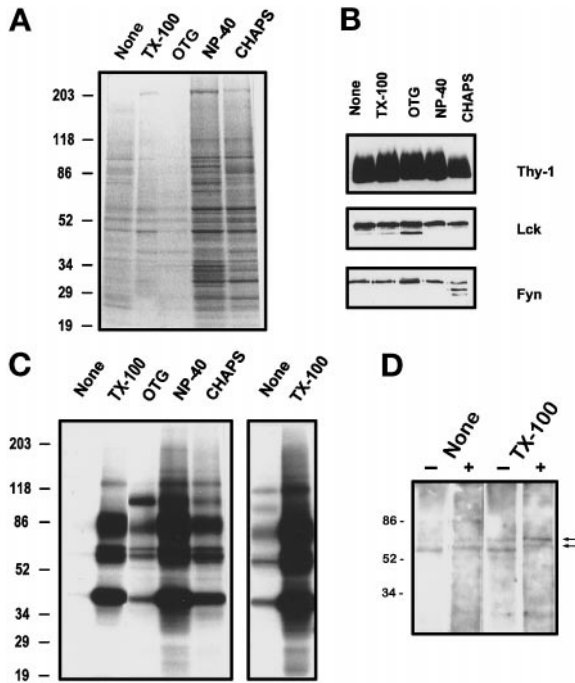 A
None
TX-100
OTG
NP-40
CHAPS
203
118
86
52
34
29
19
B
None
TX-100
OTG
NP-40
CHAPS
Thy-1
Lck
Fyn
C
None
TX-100
OTG
NP-40
CHAPS
None
TX-100
203
118
86
52
34
29
19
D
None
TX-100
– + – +
86 -
52 -
34 -